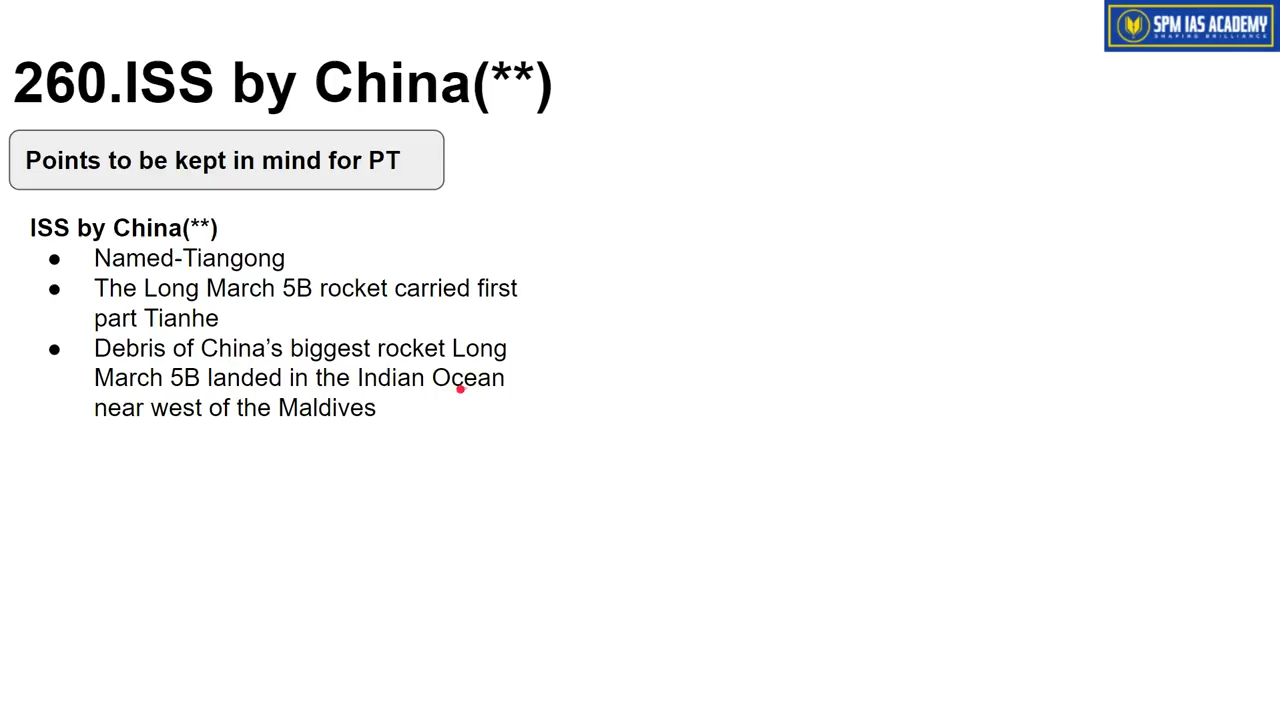 SPM IAS ACADEMY
SHAPING BRILLIANCE
260.ISS by China(**)
Points to be kept in mind for PT
ISS by China(**)
● Named-Tiangong
● The Long March 5B rocket carried first
part Tianhe
● Debris of China’s biggest rocket Long
March 5B landed in the Indian Ocean
near west of the Maldives